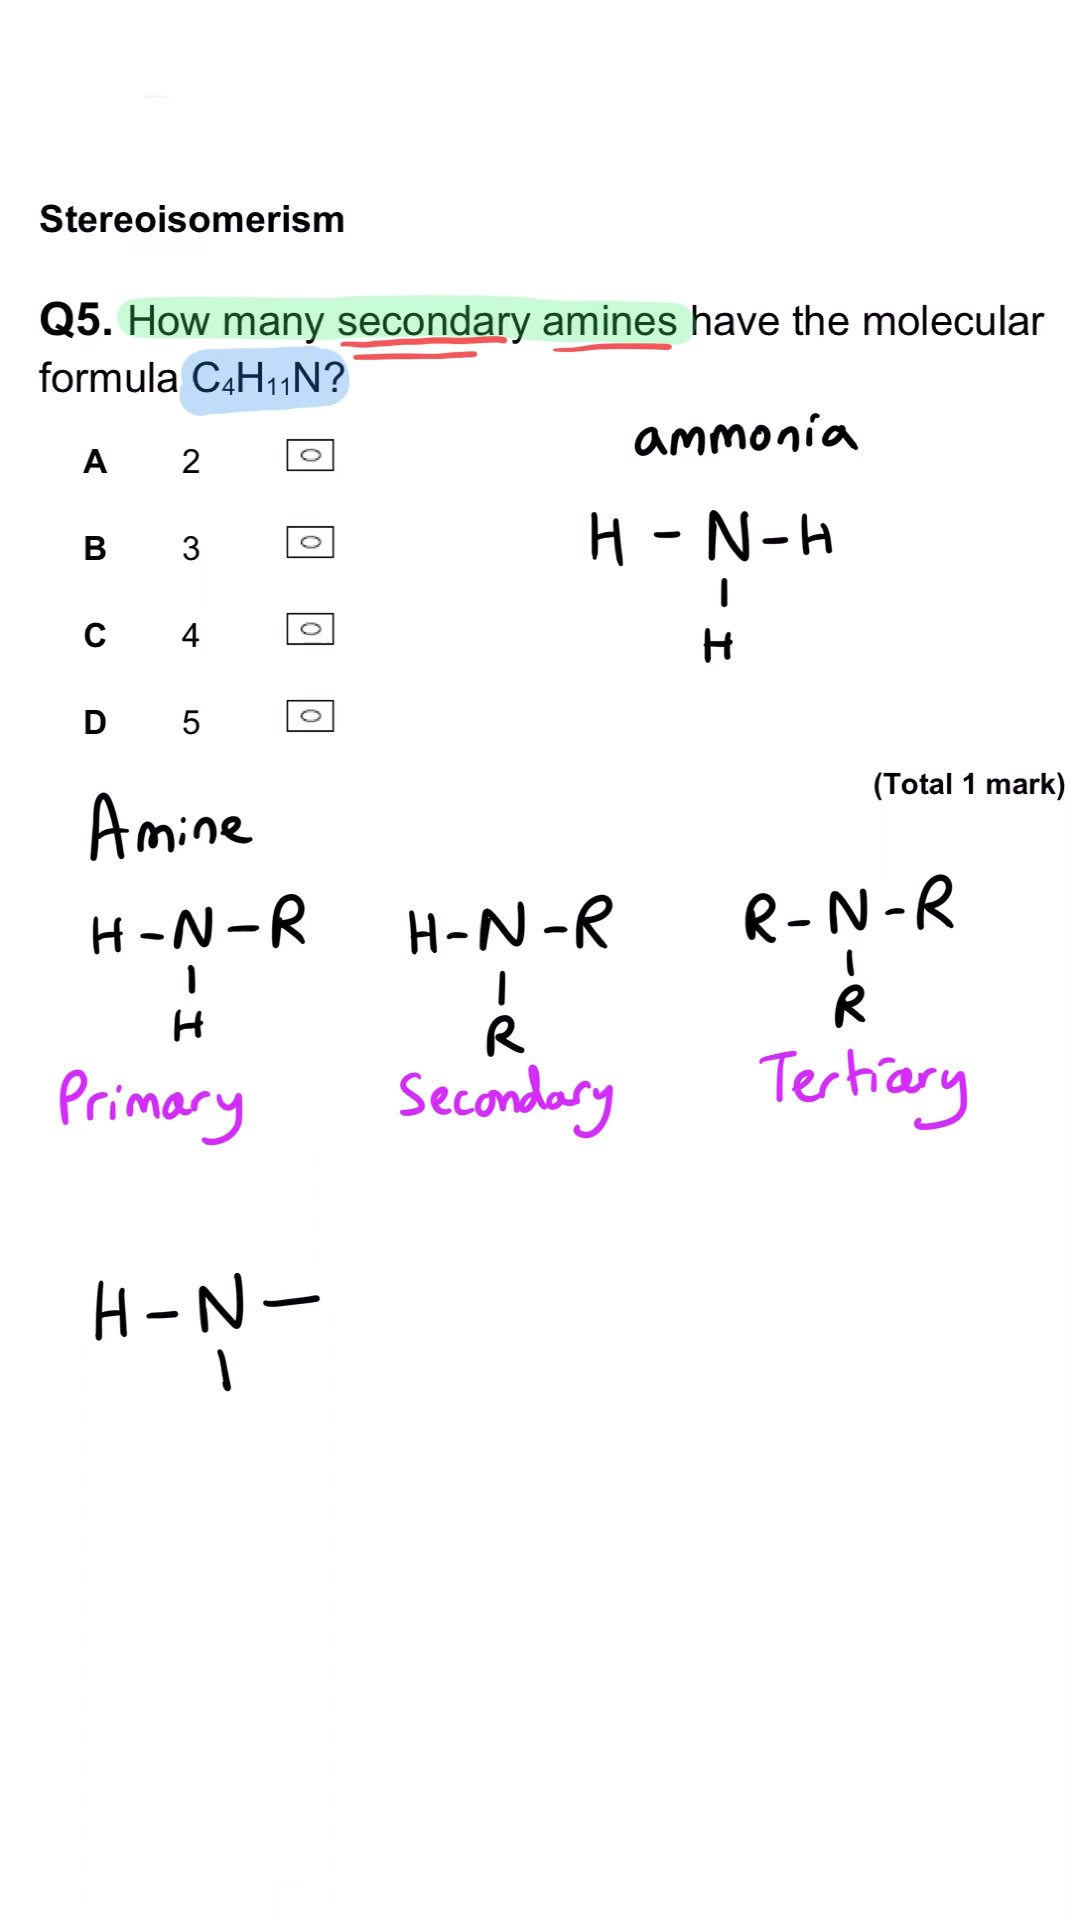 Stereoisomerism
Q5. How many secondary amines have the molecular
formula C₄H₁₁N?
ammonia
A 2
B 3
C 4
D 5
H - N - H
|
H
(Total 1 mark)
Amine
H - N - R
|
H
Primary
H - N - R
|
R
Secondary
R - N - R
|
R
Tertiary
H - N -
|